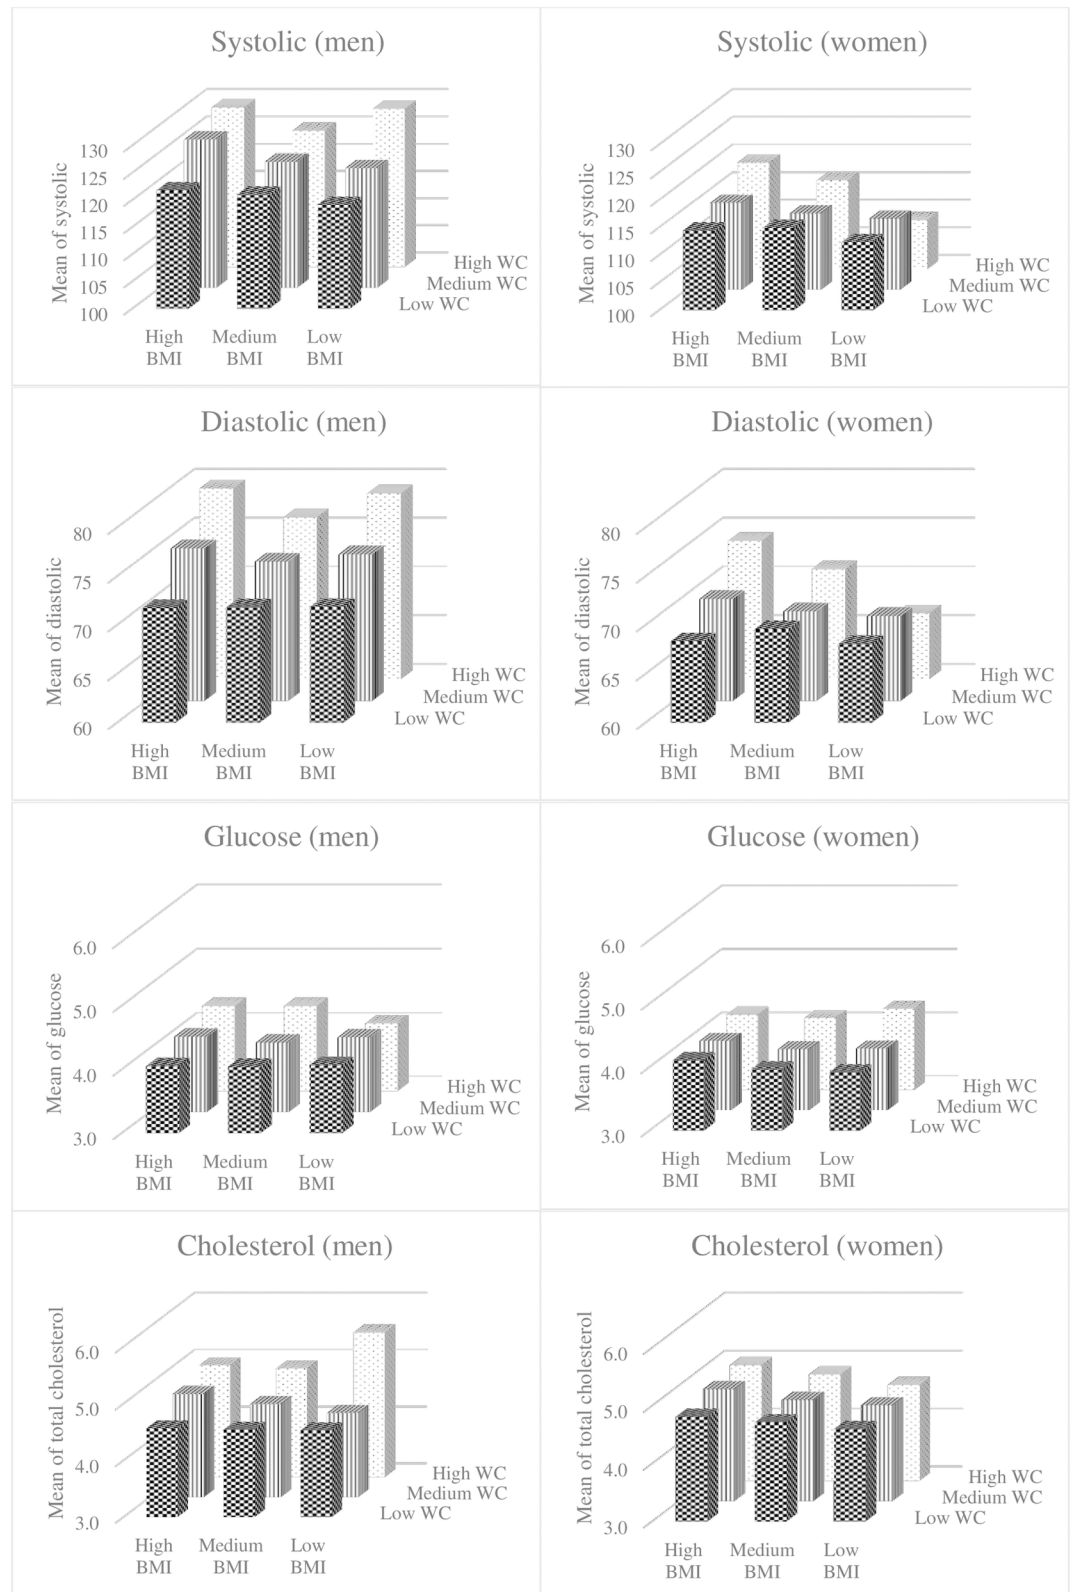 Systolic (men)
Mean of systolic
130
125
120
115
110
105
100
High WC
Medium WC
Low WC
High BMI
Medium BMI
Low BMI
Systolic (women)
Mean of systolic
130
125
120
115
110
105
100
High WC
Medium WC
Low WC
High BMI
Medium BMI
Low BMI
Diastolic (men)
Mean of diastolic
80
75
70
65
60
High WC
Medium WC
Low WC
High BMI
Medium BMI
Low BMI
Diastolic (women)
Mean of diastolic
80
75
70
65
60
High WC
Medium WC
Low WC
High BMI
Medium BMI
Low BMI
Glucose (men)
Mean of glucose
6.0
5.0
4.0
3.0
High WC
Medium WC
Low WC
High BMI
Medium BMI
Low BMI
Glucose (women)
Mean of glucose
6.0
5.0
4.0
3.0
High WC
Medium WC
Low WC
High BMI
Medium BMI
Low BMI
Cholesterol (men)
Mean of total cholesterol
6.0
5.0
4.0
3.0
High WC
Medium WC
Low WC
High BMI
Medium BMI
Low BMI
Cholesterol (women)
Mean of total cholesterol
6.0
5.0
4.0
3.0
High WC
Medium WC
Low WC
High BMI
Medium BMI
Low BMI